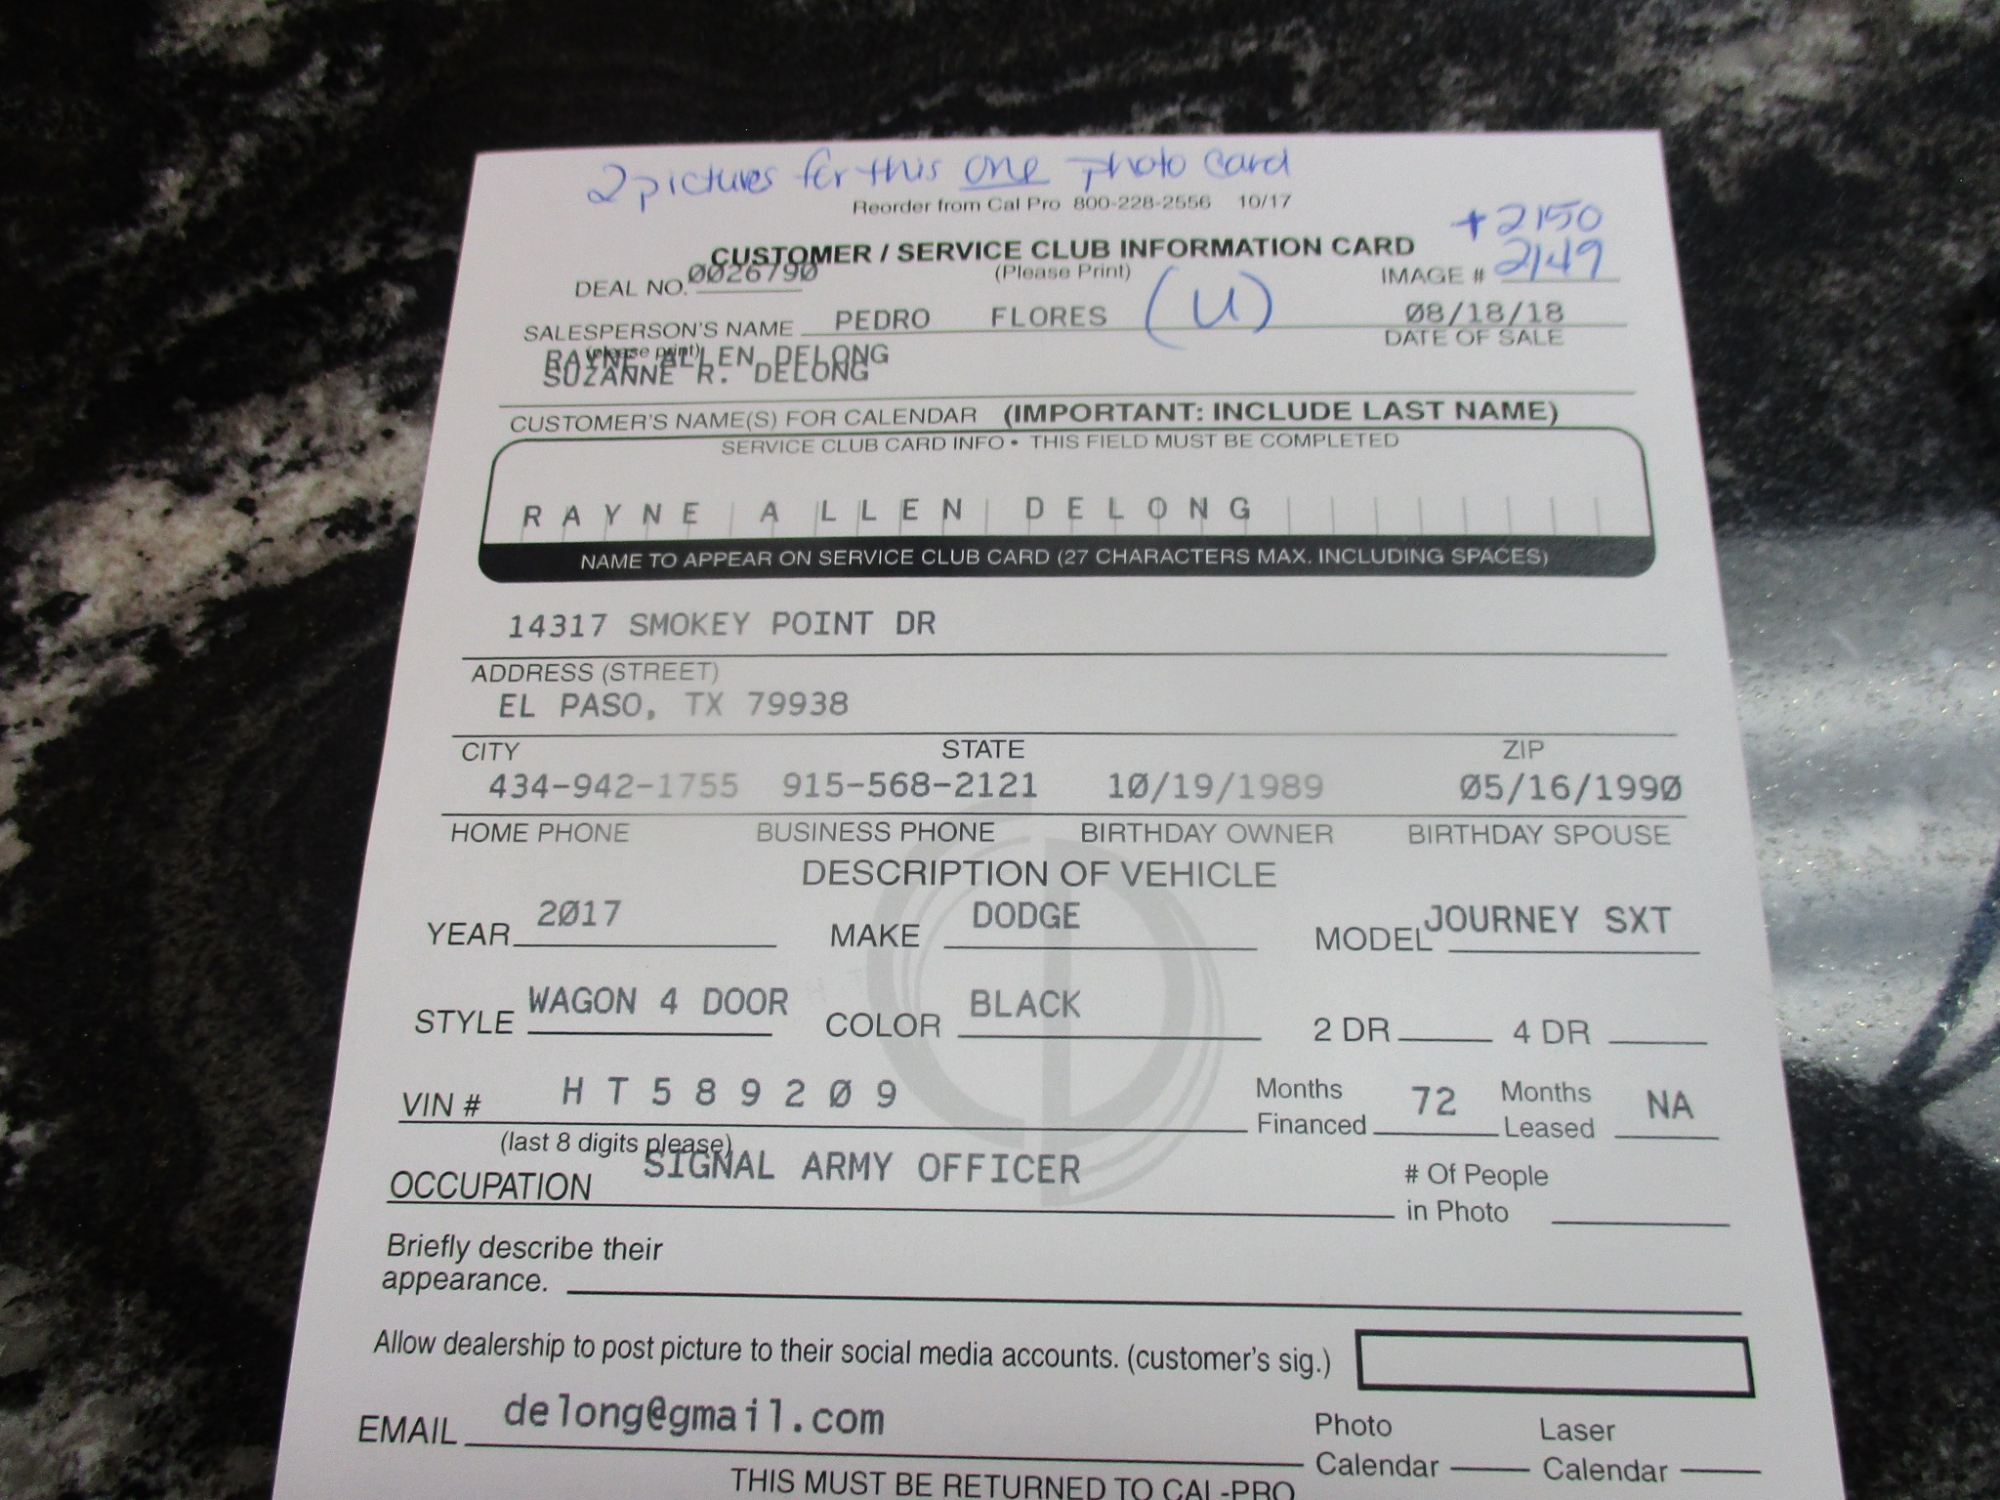 2 pictures for this one photo card
Reorder from Cal Pro 800-228-2556 10/17
+2150
CUSTOMER / SERVICE CLUB INFORMATION CARD
DEAL NO. 0026790 (Please Print) (U) IMAGE # 2149
SALESPERSON'S NAME PEDRO FLORES 08/18/18
(please print) DATE OF SALE
RAYNE ALLEN DELONG
SUZANNE R. DELONG
CUSTOMER'S NAME(S) FOR CALENDAR (IMPORTANT: INCLUDE LAST NAME)
SERVICE CLUB CARD INFO • THIS FIELD MUST BE COMPLETED
RAYNE ALLEN DELONG
NAME TO APPEAR ON SERVICE CLUB CARD (27 CHARACTERS MAX. INCLUDING SPACES)
14317 SMOKEY POINT DR
ADDRESS (STREET)
EL PASO, TX 79938
CITY STATE ZIP
434-942-1755 915-568-2121 10/19/1989 05/16/1990
HOME PHONE BUSINESS PHONE BIRTHDAY OWNER BIRTHDAY SPOUSE
DESCRIPTION OF VEHICLE
YEAR 2017 MAKE DODGE MODEL JOURNEY SXT
STYLE WAGON 4 DOOR COLOR BLACK 2 DR 4 DR
VIN # HT589209 Months Financed 72 Months Leased NA
(last 8 digits please)
OCCUPATION SIGNAL ARMY OFFICER # Of People in Photo
Briefly describe their
appearance.
Allow dealership to post picture to their social media accounts. (customer's sig.)
EMAIL delong@gmail.com Photo Calendar Laser Calendar
THIS MUST BE RETURNED TO CAL-PRO